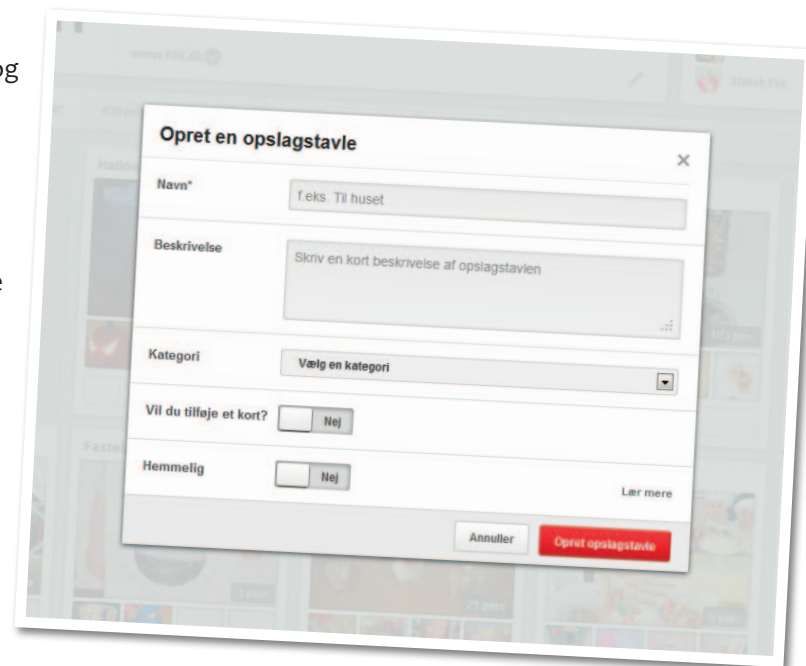 og
e
www.filii.dk
Stylish Eve
Opret en opslagstavle
×
Navn*
f.eks. Til huset
Beskrivelse
Skriv en kort beskrivelse af opslagstavlen
103 pins
Kategori
Vælg en kategori
Vil du tilføje et kort?
Nej
Hemmelig
Nej
Lær mere
Annuller
Opret opslagstavle
3 pins
21 pins